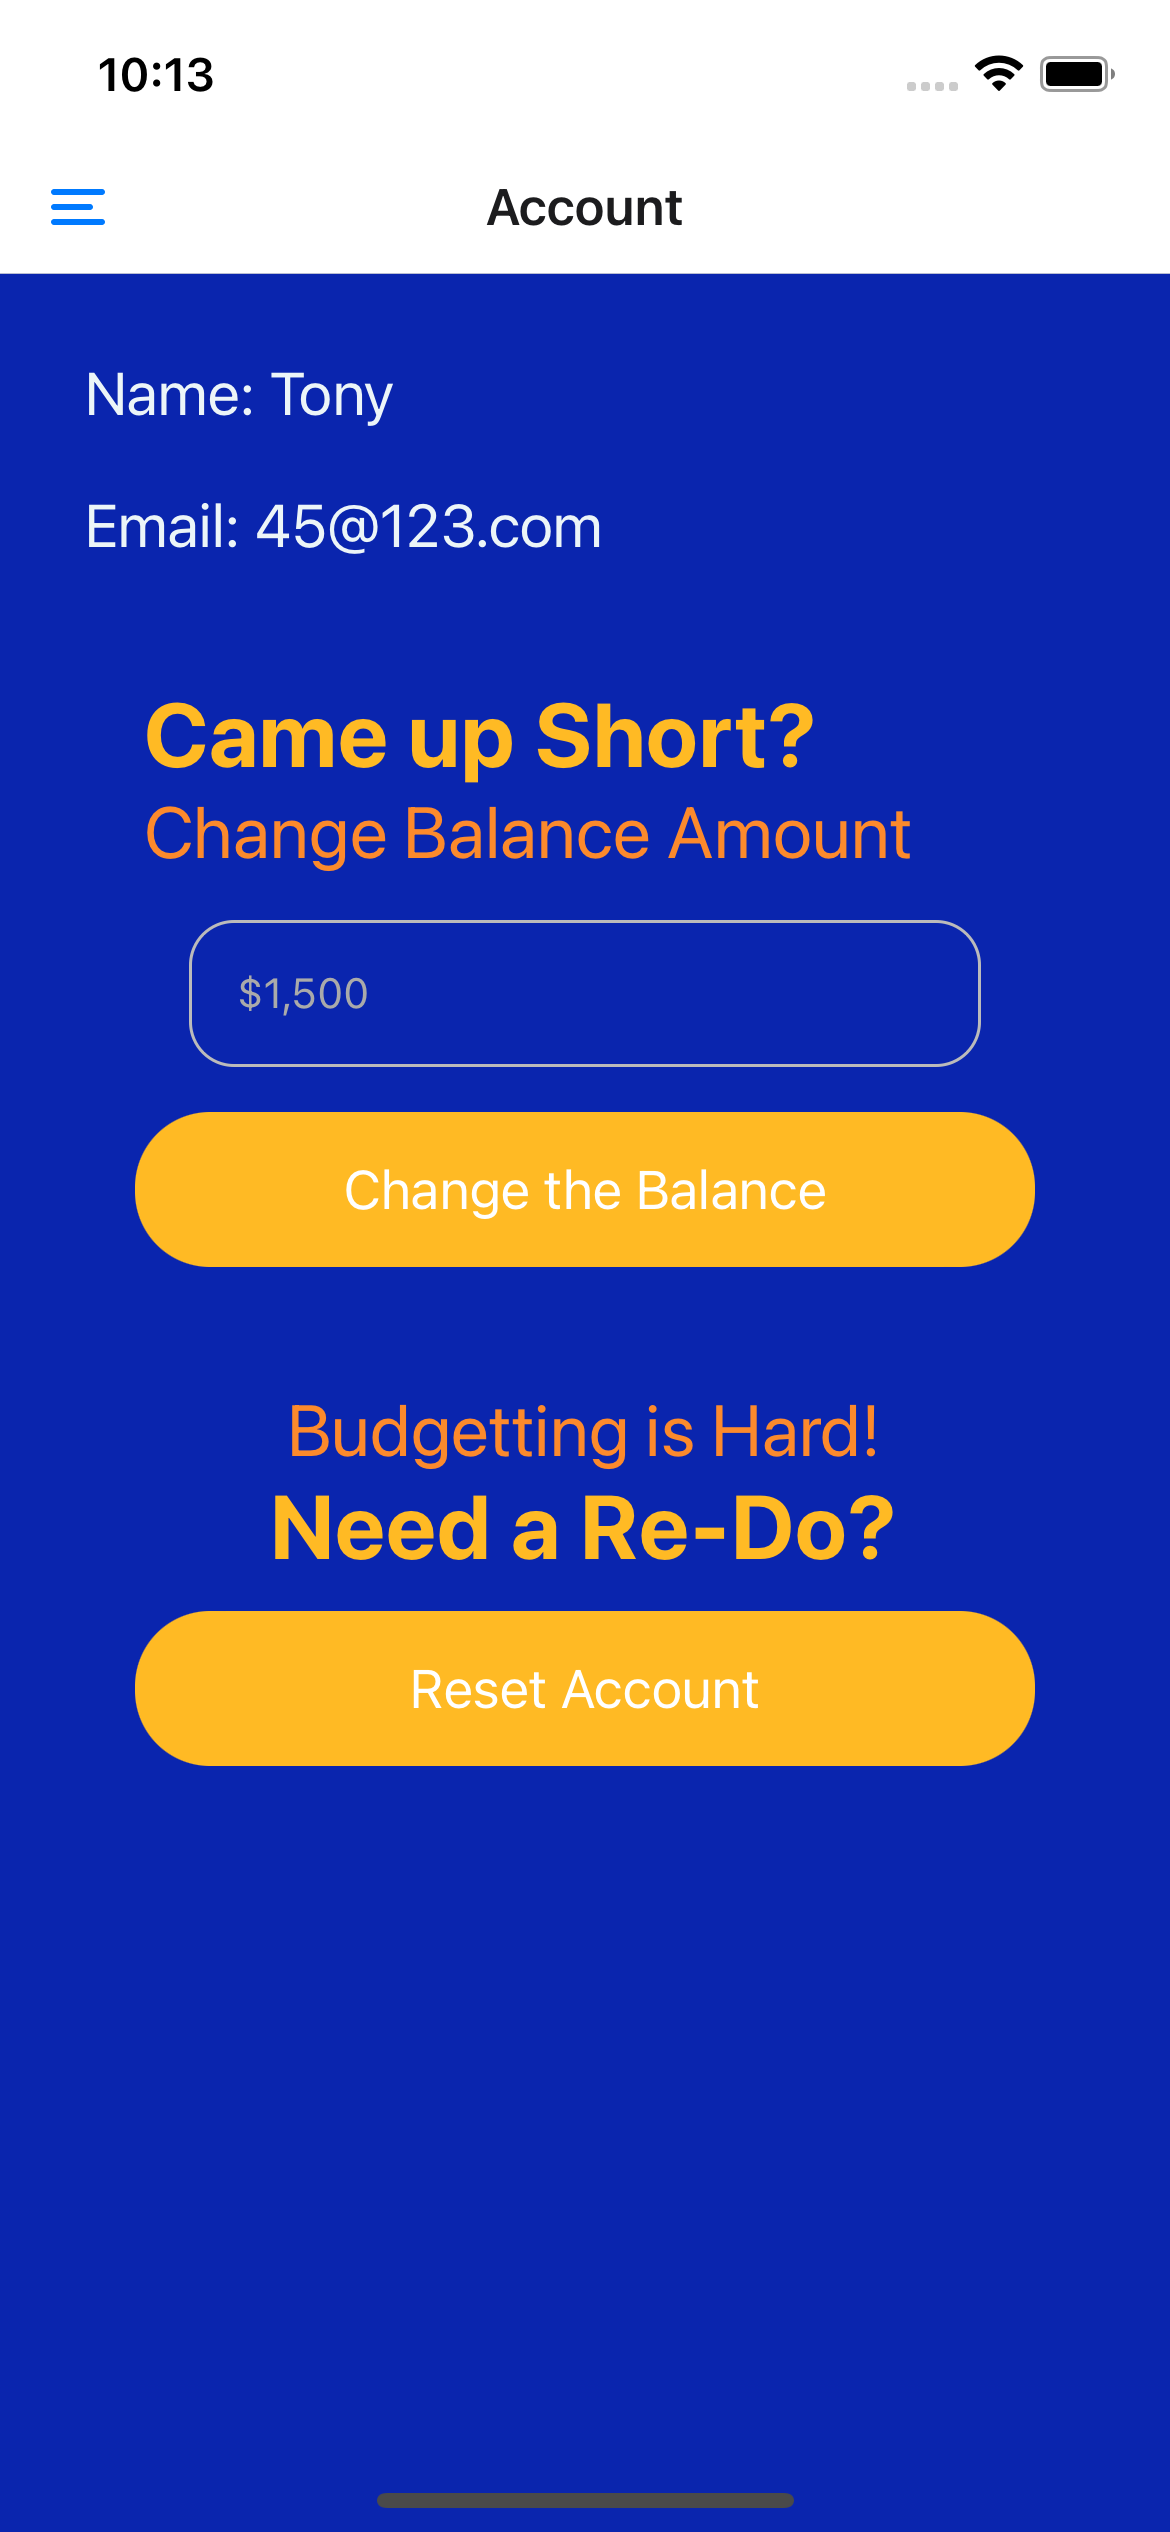 10:13
Account
Name: Tony
Email: 45@123.com
Came up Short?
Change Balance Amount
$1,500
Change the Balance
Budgetting is Hard!
Need a Re-Do?
Reset Account